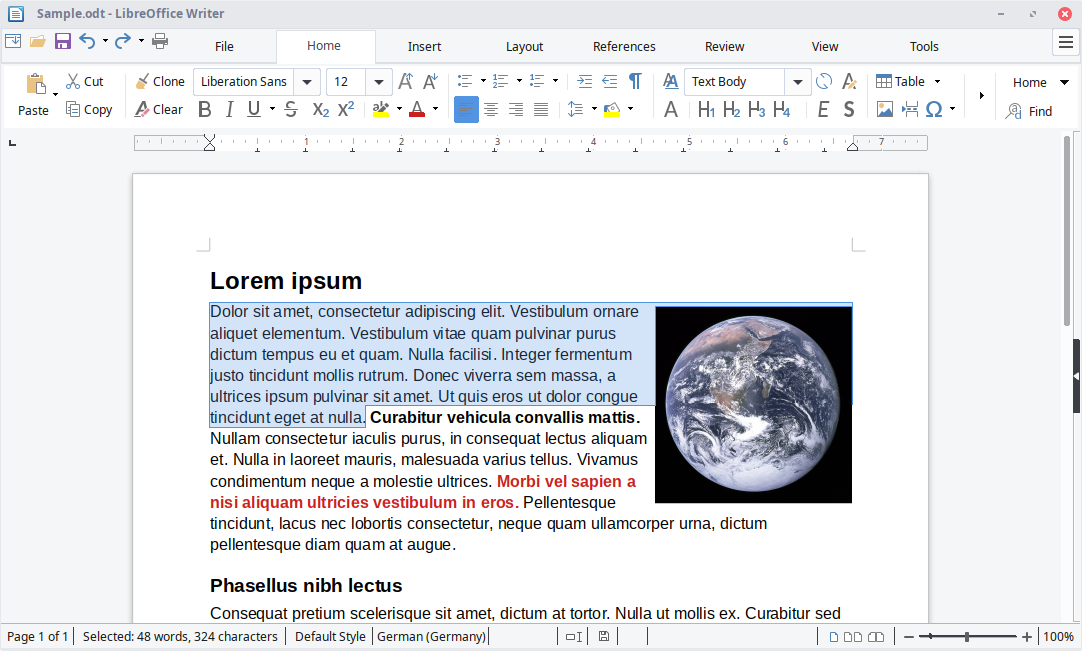 Sample.odt - LibreOffice Writer
File Home Insert Layout References Review View Tools
Cut Clone Liberation Sans 12 Text Body Table Home
Paste Copy Clear B I U S X2 X2 A A H1 H2 H3 H4 E S Ω Find
1 2 3 4 5 6 7
Lorem ipsum
Dolor sit amet, consectetur adipiscing elit. Vestibulum ornare
aliquet elementum. Vestibulum vitae quam pulvinar purus
dictum tempus eu et quam. Nulla facilisi. Integer fermentum
justo tincidunt mollis rutrum. Donec viverra sem massa, a
ultrices ipsum pulvinar sit amet. Ut quis eros ut dolor congue
tincidunt eget at nulla. Curabitur vehicula convallis mattis.
Nullam consectetur iaculis purus, in consequat lectus aliquam
et. Nulla in laoreet mauris, malesuada varius tellus. Vivamus
condimentum neque a molestie ultrices. Morbi vel sapien a
nisi aliquam ultricies vestibulum in eros. Pellentesque
tincidunt, lacus nec lobortis consectetur, neque quam ullamcorper urna, dictum
pellentesque diam quam at augue.
Phasellus nibh lectus
Consequat pretium scelerisque sit amet, dictum at tortor. Nulla ut mollis ex. Curabitur sed
Page 1 of 1 Selected: 48 words, 324 characters Default Style German (Germany) 100%